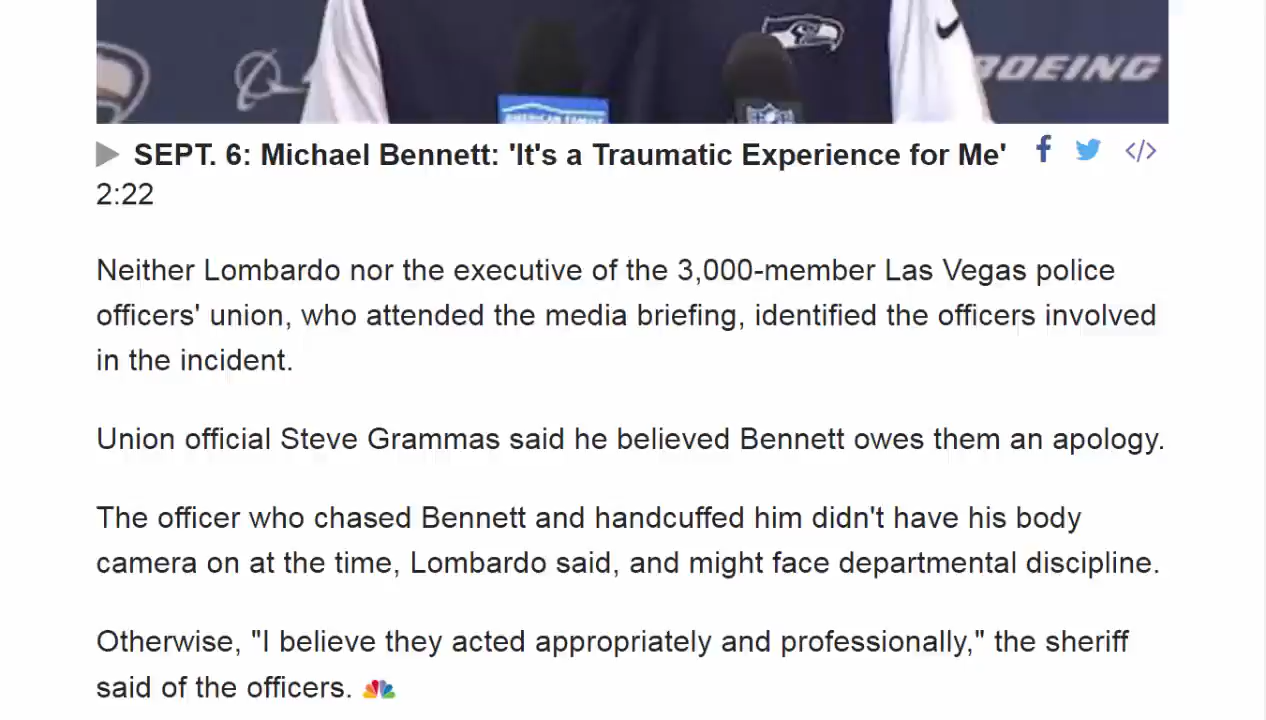 BOEING
AMERICAN FAMILY
SEPT. 6: Michael Bennett: 'It's a Traumatic Experience for Me'
2:22
Neither Lombardo nor the executive of the 3,000-member Las Vegas police
officers' union, who attended the media briefing, identified the officers involved
in the incident.
Union official Steve Grammas said he believed Bennett owes them an apology.
The officer who chased Bennett and handcuffed him didn't have his body
camera on at the time, Lombardo said, and might face departmental discipline.
Otherwise, "I believe they acted appropriately and professionally," the sheriff
said of the officers.